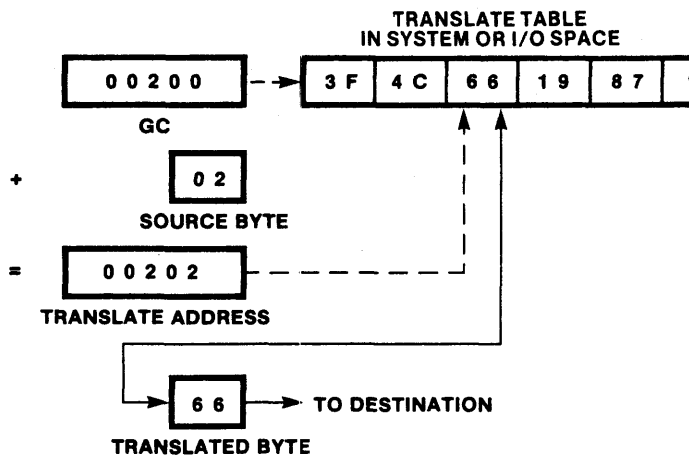 TRANSLATE TABLE
IN SYSTEM OR I/O SPACE
00200
3F 4C 66 19 87
GC
+
02
SOURCE BYTE
=
00202
TRANSLATE ADDRESS
66
TO DESTINATION
TRANSLATED BYTE